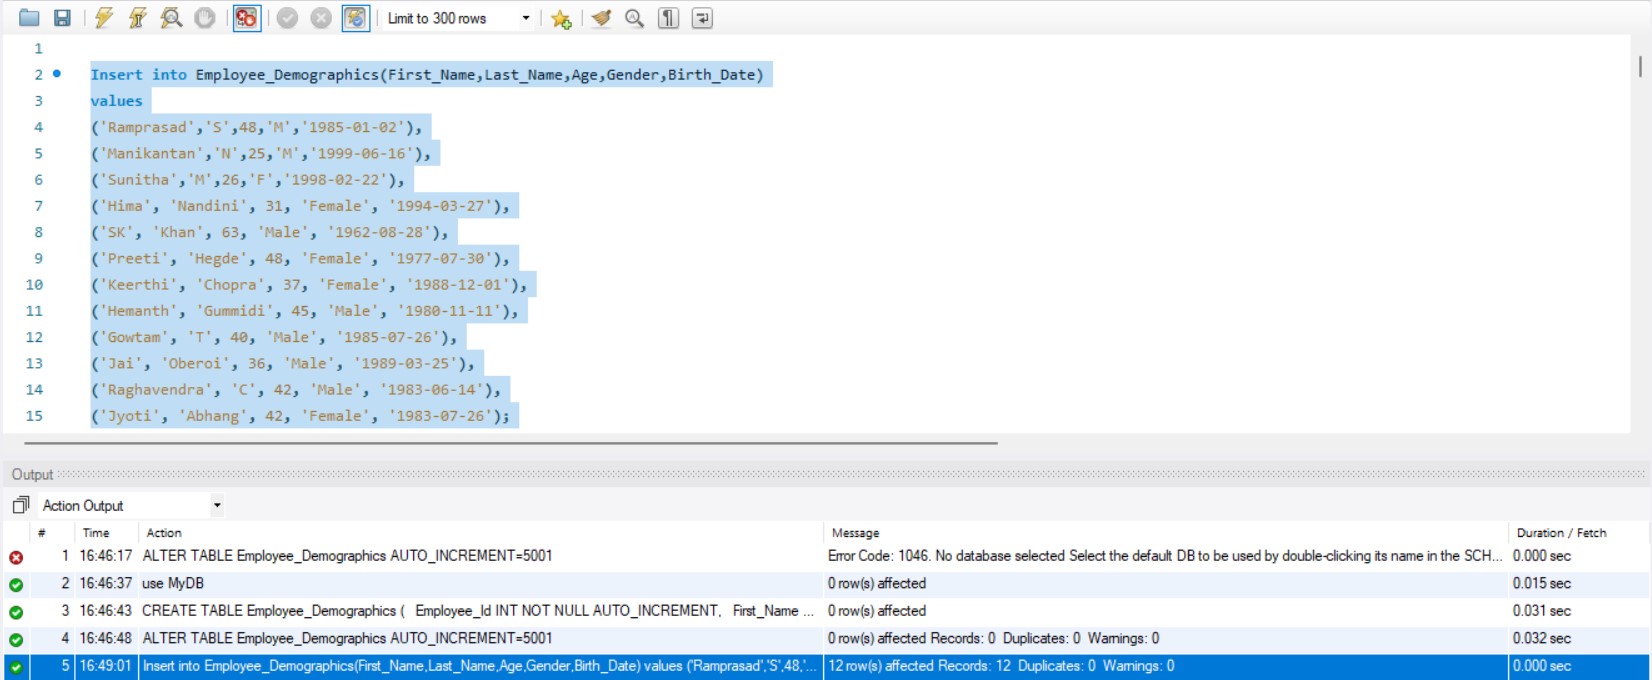 Limit to 300 rows
1
2 Insert into Employee_Demographics(First_Name,Last_Name,Age,Gender,Birth_Date)
3 values
4 ('Ramprasad','S',48,'M','1985-01-02'),
5 ('Manikantan','N',25,'M','1999-06-16'),
6 ('Sunitha','M',26,'F','1998-02-22'),
7 ('Hima', 'Nandini', 31, 'Female', '1994-03-27'),
8 ('SK', 'Khan', 63, 'Male', '1962-08-28'),
9 ('Preeti', 'Hegde', 48, 'Female', '1977-07-30'),
10 ('Keerthi', 'Chopra', 37, 'Female', '1988-12-01'),
11 ('Hemanth', 'Gummidi', 45, 'Male', '1980-11-11'),
12 ('Gowtam', 'T', 40, 'Male', '1985-07-26'),
13 ('Jai', 'Oberoi', 36, 'Male', '1989-03-25'),
14 ('Raghavendra', 'C', 42, 'Male', '1983-06-14'),
15 ('Jyoti', 'Abhang', 42, 'Female', '1983-07-26');
Output
Action Output
# Time Action Message Duration / Fetch
1 16:46:17 ALTER TABLE Employee_Demographics AUTO_INCREMENT=5001 Error Code: 1046. No database selected Select the default DB to be used by double-clicking its name in the SCH... 0.000 sec
2 16:46:37 use MyDB 0 row(s) affected 0.015 sec
3 16:46:43 CREATE TABLE Employee_Demographics ( Employee_Id INT NOT NULL AUTO_INCREMENT, First_Name ... 0 row(s) affected 0.031 sec
4 16:46:48 ALTER TABLE Employee_Demographics AUTO_INCREMENT=5001 0 row(s) affected Records: 0 Duplicates: 0 Warnings: 0 0.032 sec
5 16:49:01 Insert into Employee_Demographics(First_Name,Last_Name,Age,Gender,Birth_Date) values ('Ramprasad','S',48,'... 12 row(s) affected Records: 12 Duplicates: 0 Warnings: 0 0.000 sec